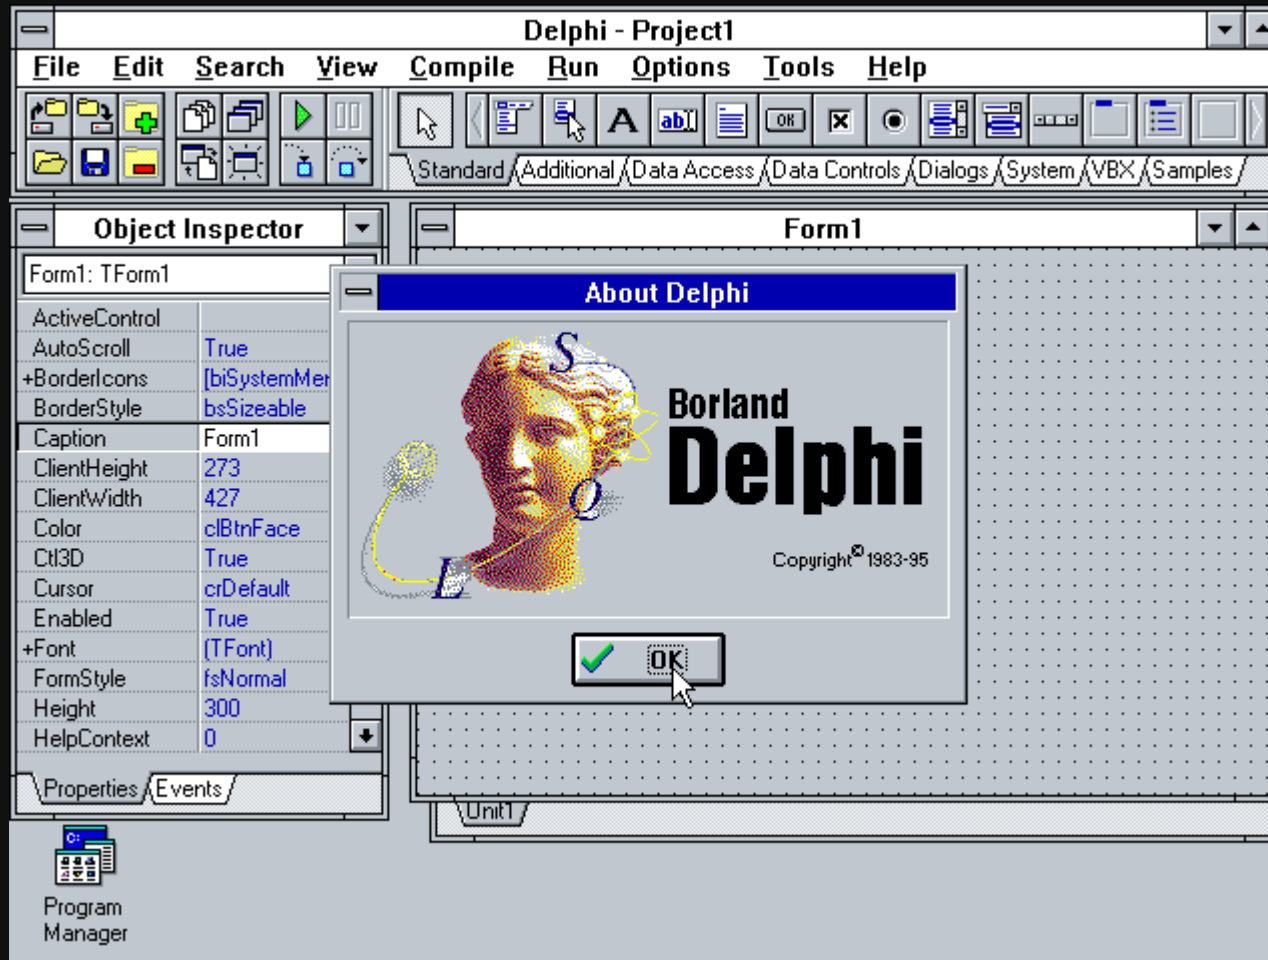 Delphi - Project1
File Edit Search View Compile Run Options Tools Help
A ab OK
Standard Additional Data Access Data Controls Dialogs System VBX Samples
Object Inspector
Form1: TForm1
ActiveControl
AutoScroll True
+BorderIcons [biSystemMen
BorderStyle bsSizeable
Caption Form1
ClientHeight 273
ClientWidth 427
Color clBtnFace
Ctl3D True
Cursor crDefault
Enabled True
+Font (TFont)
FormStyle fsNormal
Height 300
HelpContext 0
Properties Events
Form1
About Delphi
S
Q
L
Borland
Delphi
Copyright © 1983-95
OK
Unit1
C:
Program
Manager